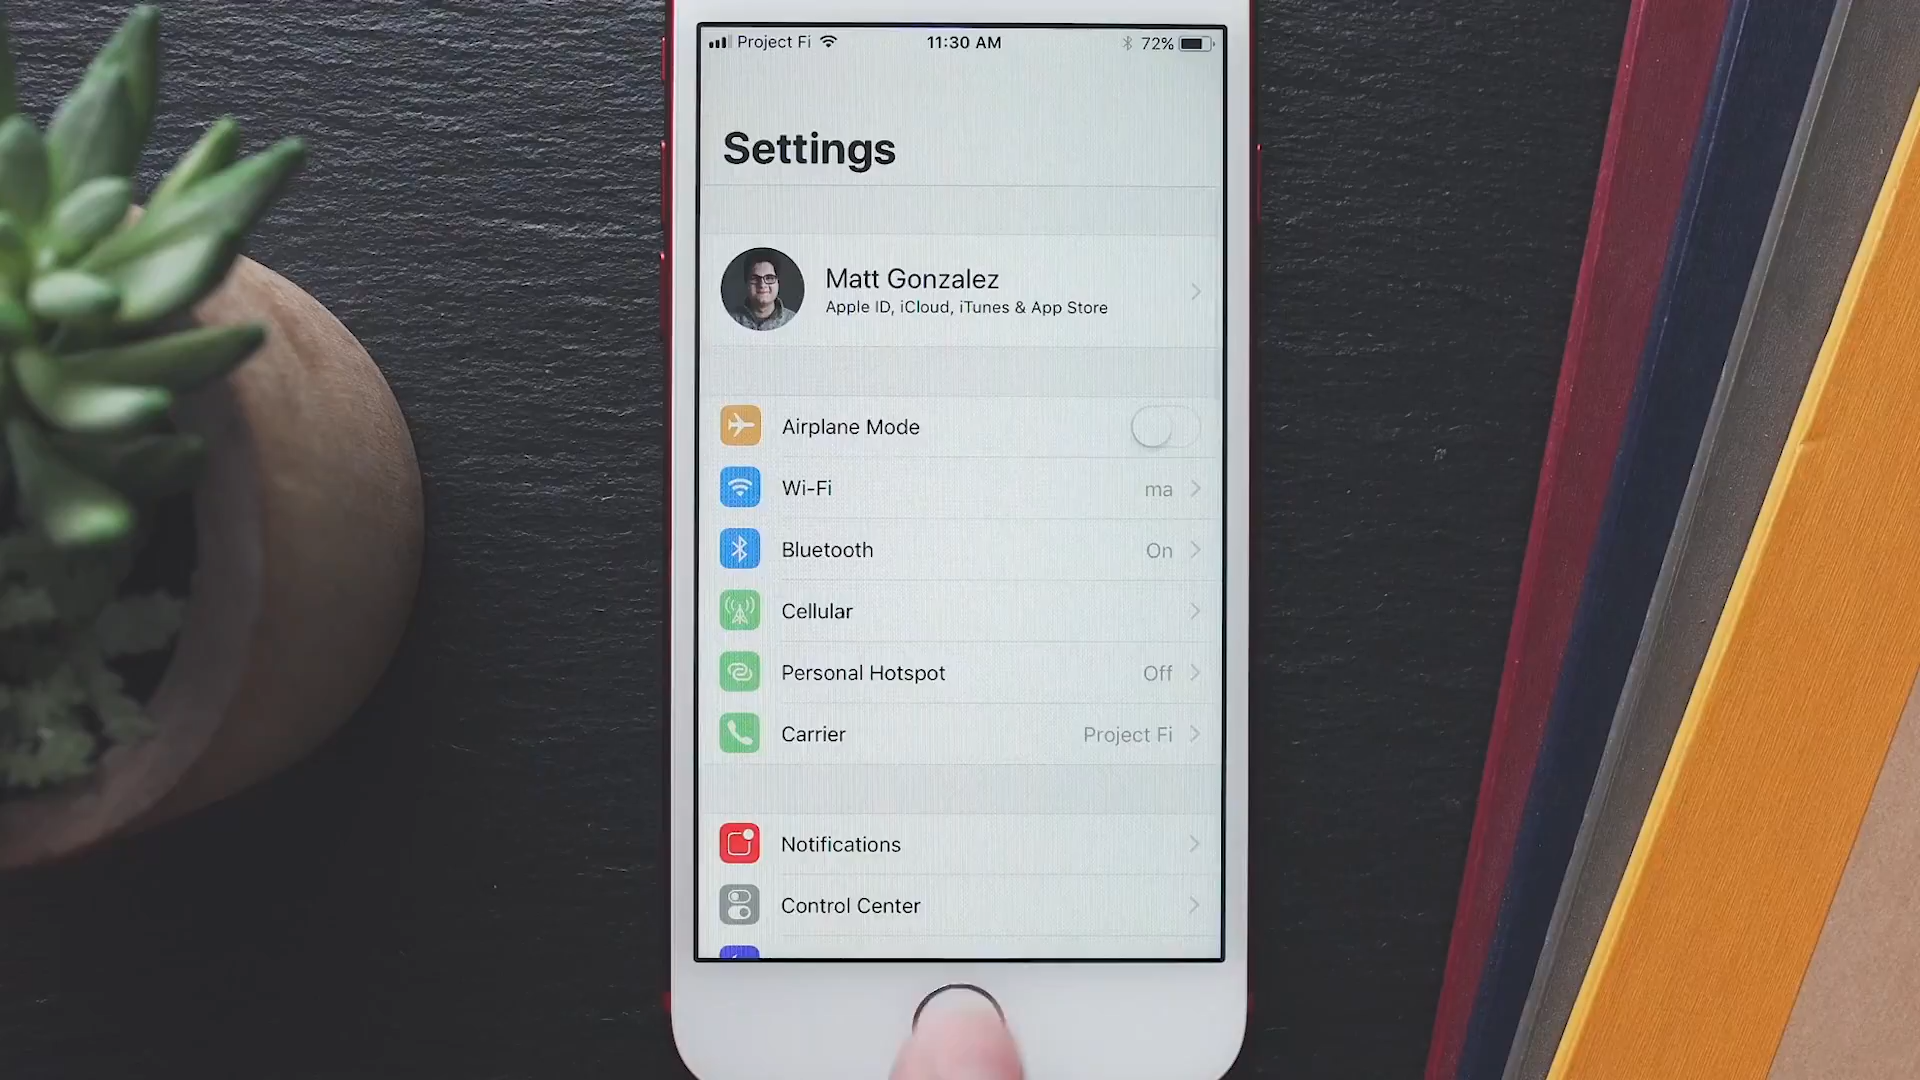 Project Fi 11:30 AM 72%
Settings
Matt Gonzalez
Apple ID, iCloud, iTunes & App Store
Airplane Mode
Wi-Fi ma
Bluetooth On
Cellular
Personal Hotspot Off
Carrier Project Fi
Notifications
Control Center